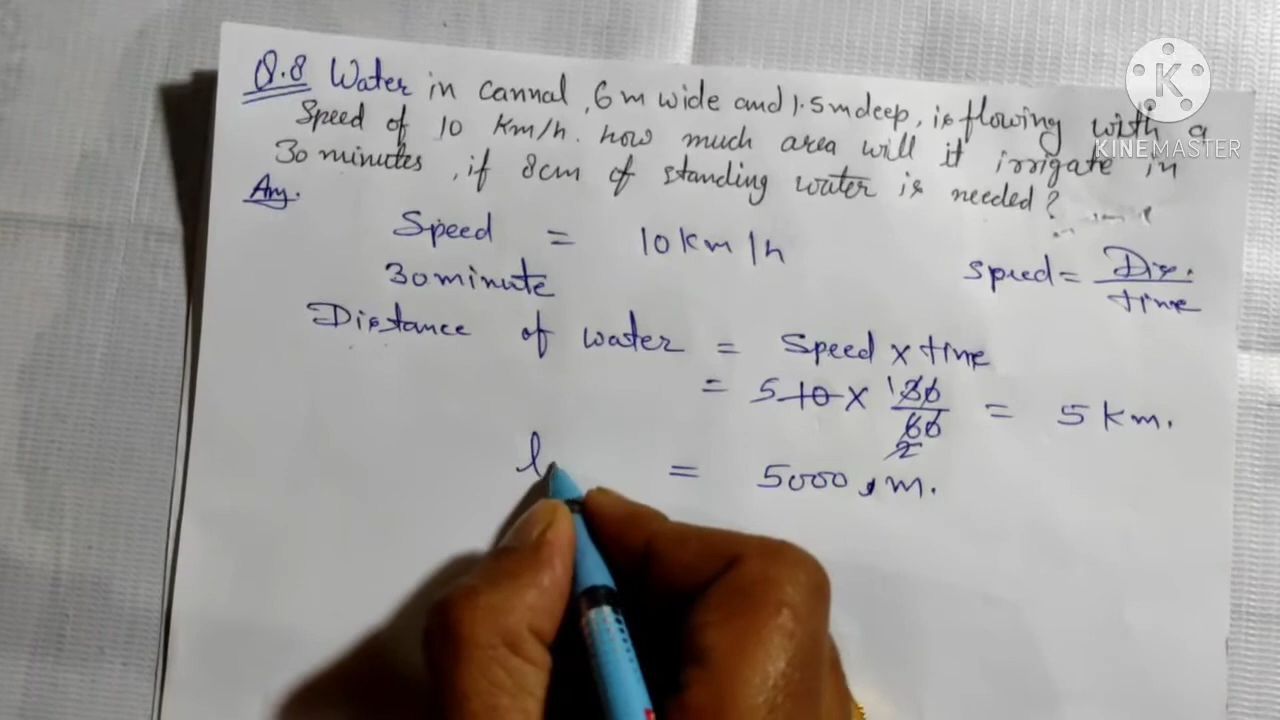 Q.8 Water in cannal, 6 m wide and 1.5 m deep, is flowing with a
Speed of 10 Km/h. how much area will it irrigate in
30 minutes, if 8cm of standing water is needed?
Ans.
Speed = 10 Km/h
30 minute
speed = Dis. / time
Distance of water = Speed x time
= 5 10 x 1 30 / 60 2 = 5 Km.
l = 5000 m.
K
KINEMASTER